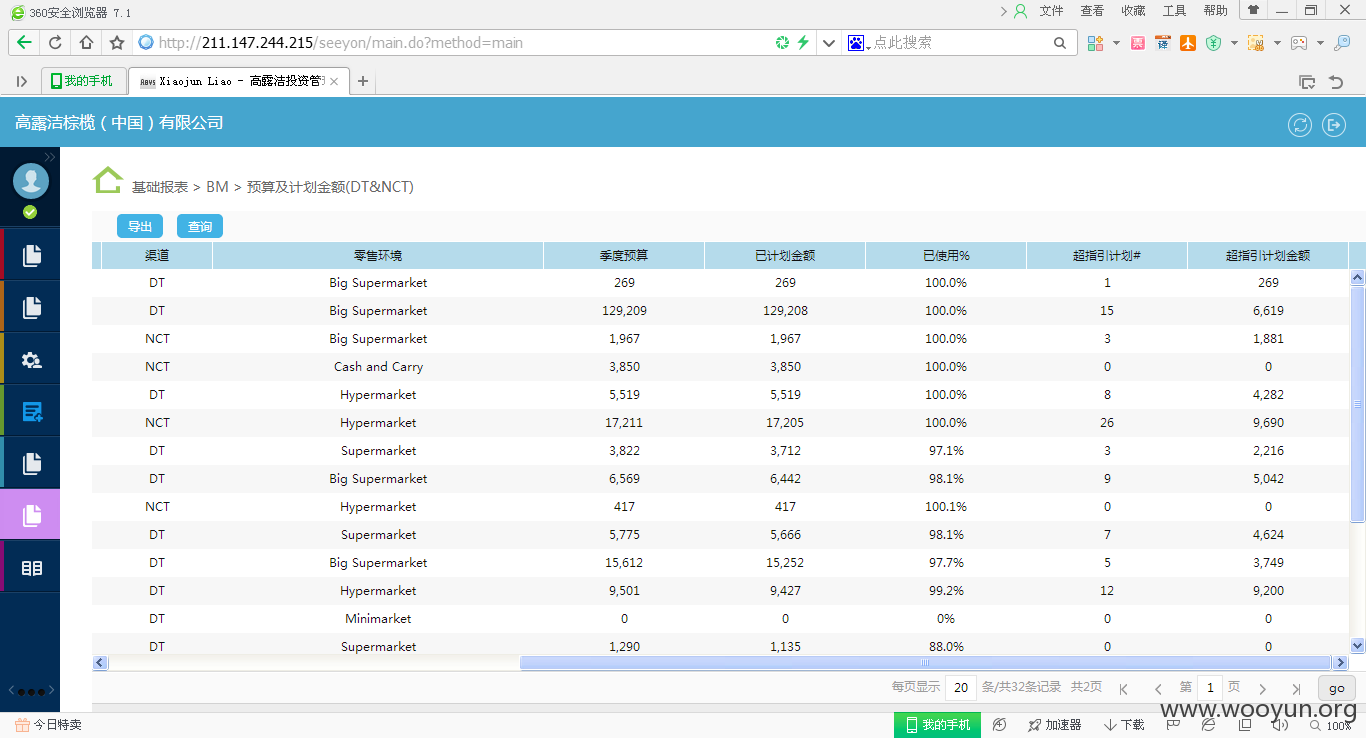 360安全浏览器 7.1 文件 查看 收藏 工具 帮助
http://211.147.244.215/seeyon/main.do?method=main 点此搜索
我的手机 Xiaojun Liao - 高露洁投资管
高露洁棕榄（中国）有限公司
基础报表 > BM > 预算及计划金额(DT&NCT)
导出 查询
渠道 零售环境 季度预算 已计划金额 已使用% 超指引计划# 超指引计划金额
DT Big Supermarket 269 269 100.0% 1 269
DT Big Supermarket 129,209 129,208 100.0% 15 6,619
NCT Big Supermarket 1,967 1,967 100.0% 3 1,881
NCT Cash and Carry 3,850 3,850 100.0% 0 0
DT Hypermarket 5,519 5,519 100.0% 8 4,282
NCT Hypermarket 17,211 17,205 100.0% 26 9,690
DT Supermarket 3,822 3,712 97.1% 3 2,216
DT Big Supermarket 6,569 6,442 98.1% 9 5,042
NCT Hypermarket 417 417 100.1% 0 0
DT Supermarket 5,775 5,666 98.1% 7 4,624
DT Big Supermarket 15,612 15,252 97.7% 5 3,749
DT Hypermarket 9,501 9,427 99.2% 12 9,200
DT Minimarket 0 0 0% 0 0
DT Supermarket 1,290 1,135 88.0% 0 0
每页显示 20 条/共32条记录 共2页 第 1 页 go
www.wooyun.org
今日特卖 我的手机 加速器 下载 100%